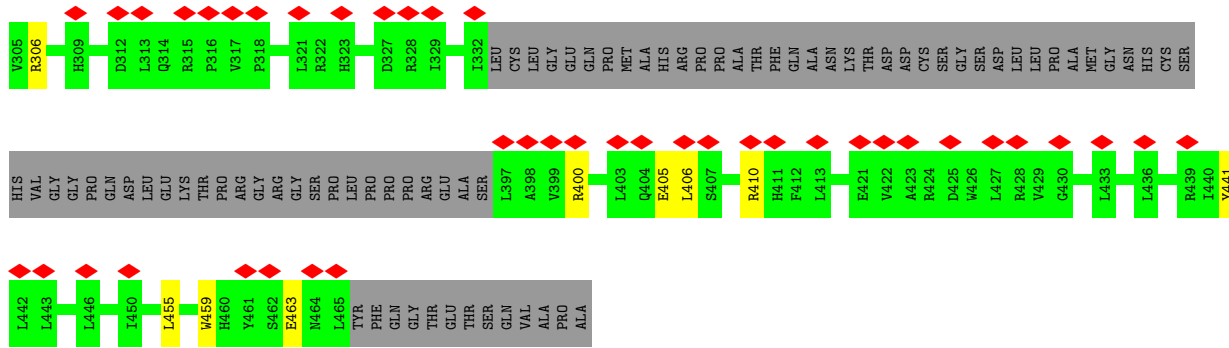 V305 R306 H309 D312 L313 Q314 R315 P316 V317 P318 L321 R322 H323 D327 R328 I329 I332 LEU CYS LEU GLY GLU GLU GLN PRO MET ALA HIS ARG PRO PRO ALA THR PHE GLN ALA ASN LYS THR ASP ASP CYS SER GLY SER ASP LEU LEU PRO ALA MET GLY ASN HIS CYS SER
HIS VAL GLY GLY PRO GLN ASP LEU GLU LYS THR PRO ARG GLY ARG GLY SER PRO LEU PRO PRO PRO ARG GLU ALA SER L397 A398 V399 R400 L403 Q404 E405 L406 S407 R410 H411 F412 L413 E421 V422 A423 R424 D425 W426 L427 R428 V429 G430 L433 L436 R439 I440 Y441
L442 L443 L446 I450 L455 W459 H460 Y461 S462 E463 N464 L465 TYR PHE GLN GLY THR GLU THR SER GLN VAL ALA PRO ALA